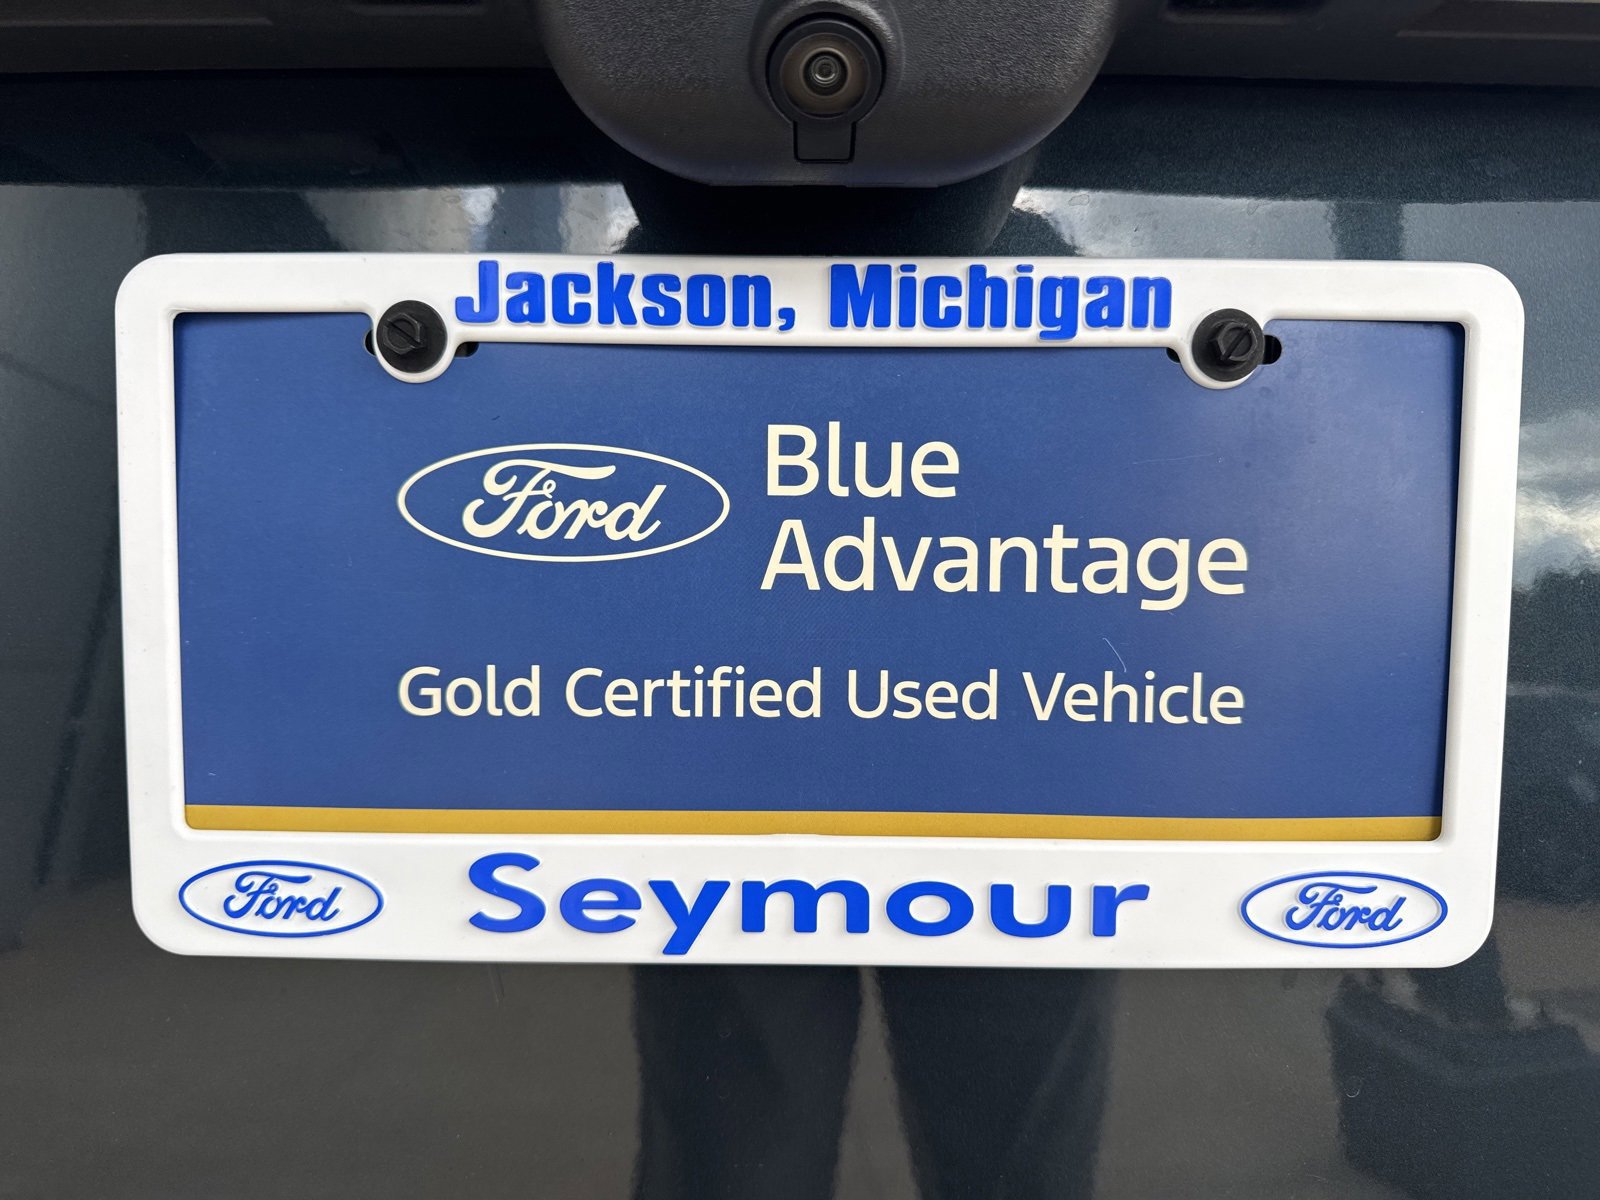 Jackson, Michigan
Ford
Blue
Advantage
Gold Certified Used Vehicle
Ford Seymour Ford